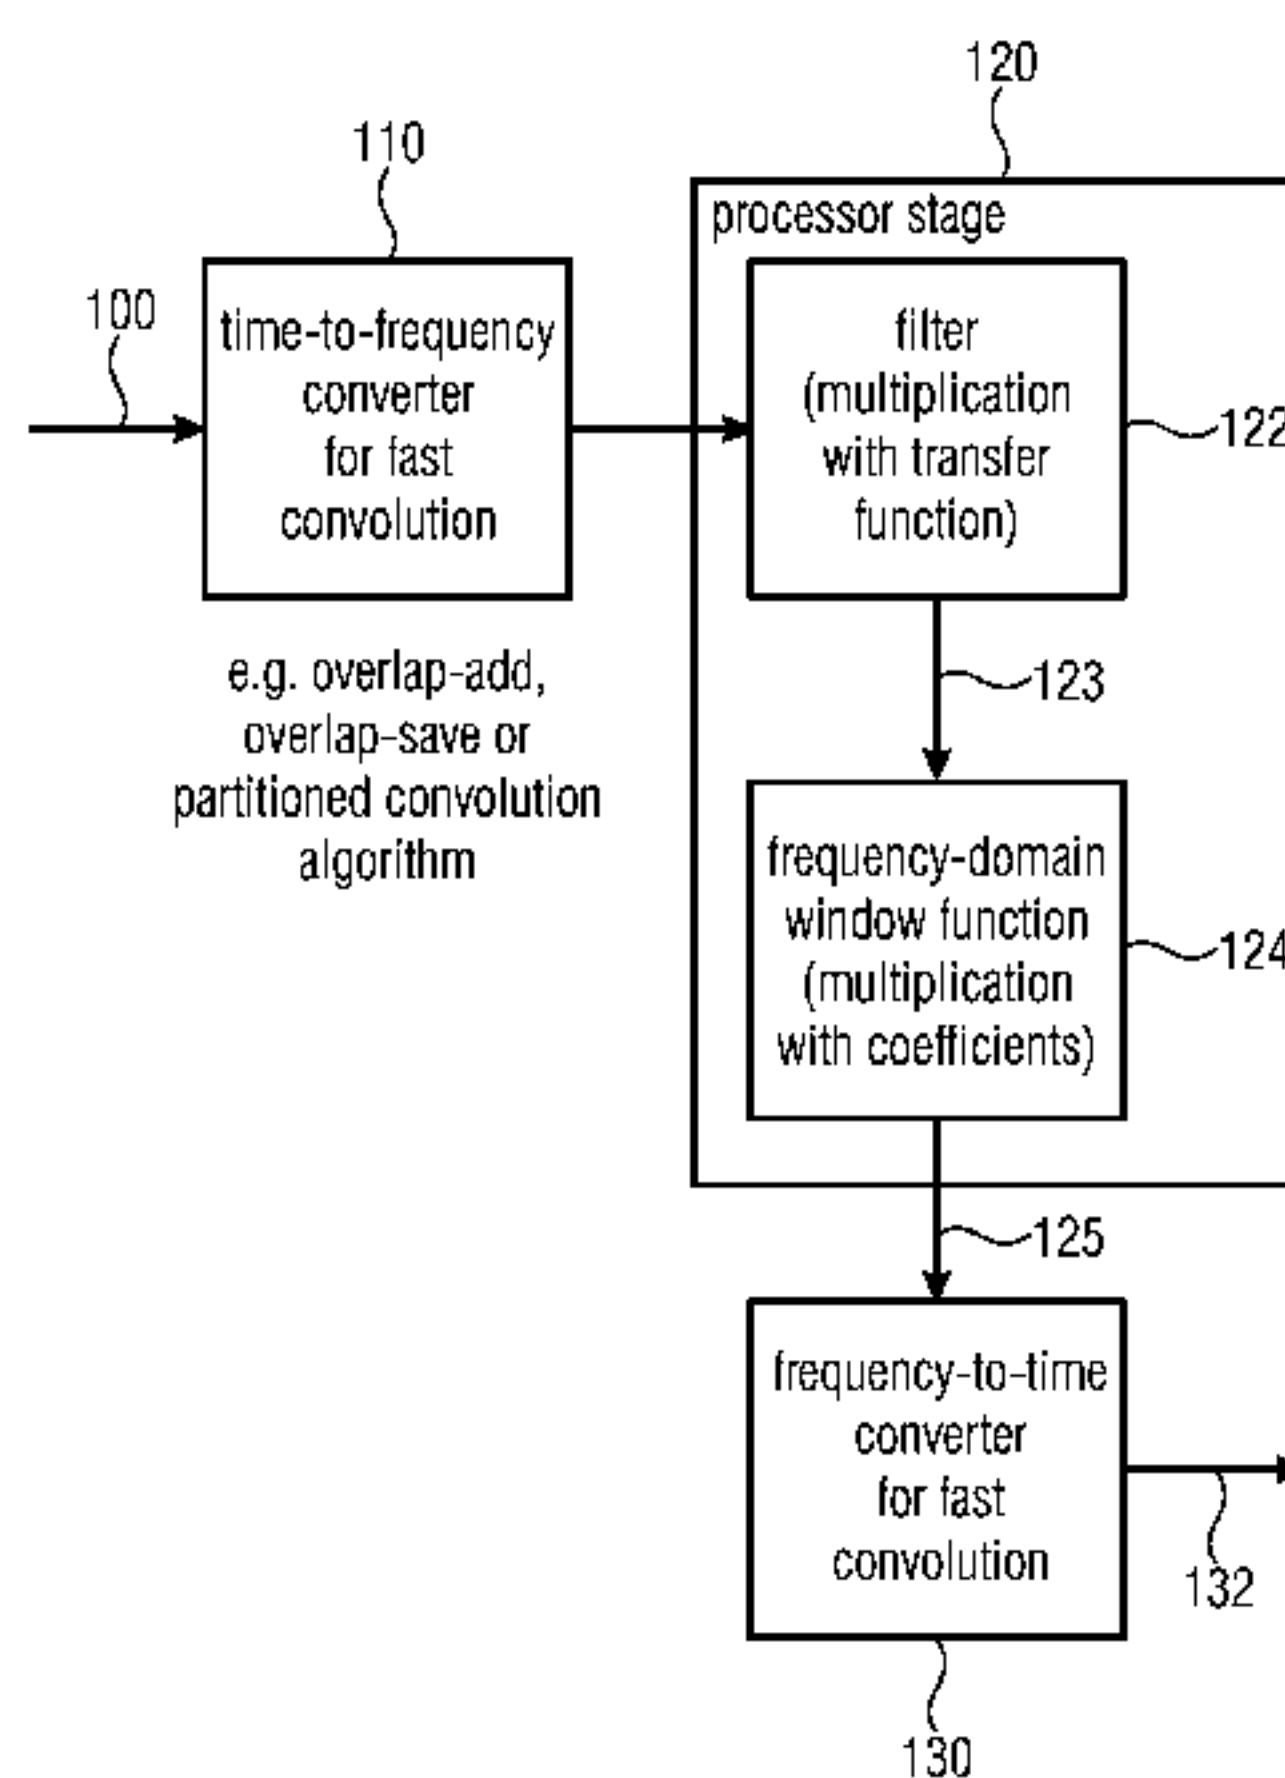 120
110
processor stage
100
time-to-frequency
converter
for fast
convolution
filter
(multiplication
with transfer
function)
122
e.g. overlap-add,
overlap-save or
partitioned convolution
algorithm
123
frequency-domain
window function
(multiplication
with coefficients)
124
125
frequency-to-time
converter
for fast
convolution
132
130